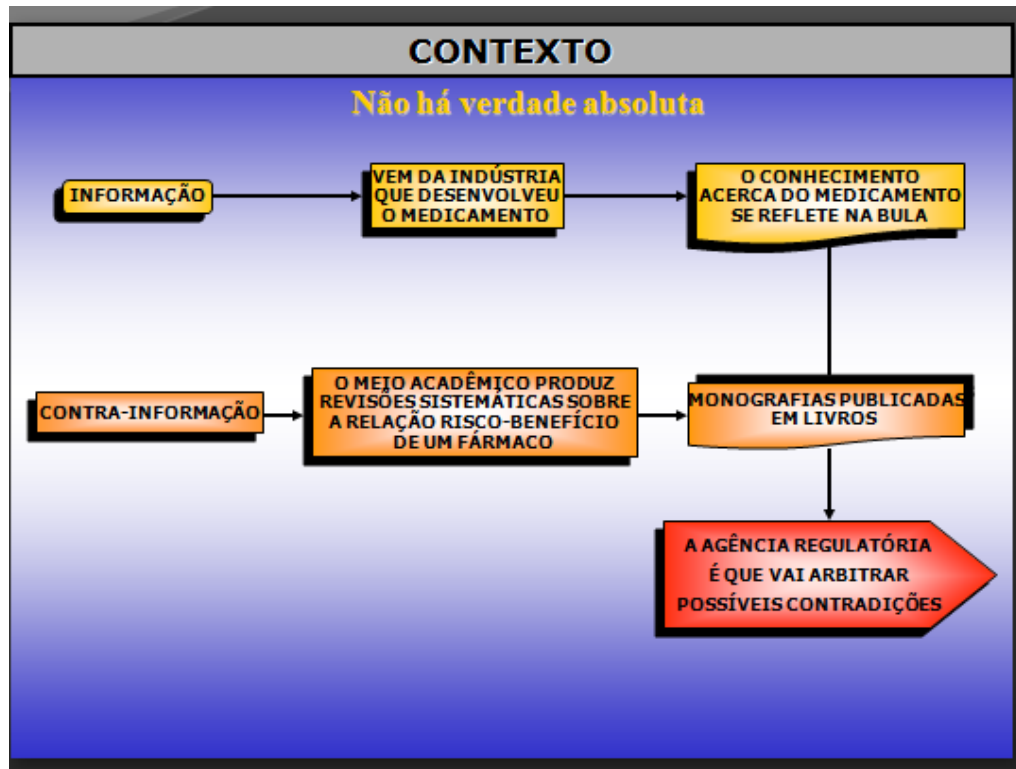 CONTEXTO
Não há verdade absoluta
INFORMAÇÃO
VEM DA INDÚSTRIA
QUE DESENVOLVEU
O MEDICAMENTO
O CONHECIMENTO
ACERCA DO MEDICAMENTO
SE REFLETE NA BULA
CONTRA-INFORMAÇÃO
O MEIO ACADÊMICO PRODUZ
REVISÕES SISTEMÁTICAS SOBRE
A RELAÇÃO RISCO-BENEFÍCIO
DE UM FÁRMACO
MONOGRAFIAS PUBLICADAS
EM LIVROS
A AGÊNCIA REGULATÓRIA
É QUE VAI ARBITRAR
POSSÍVEIS CONTRADIÇÕES